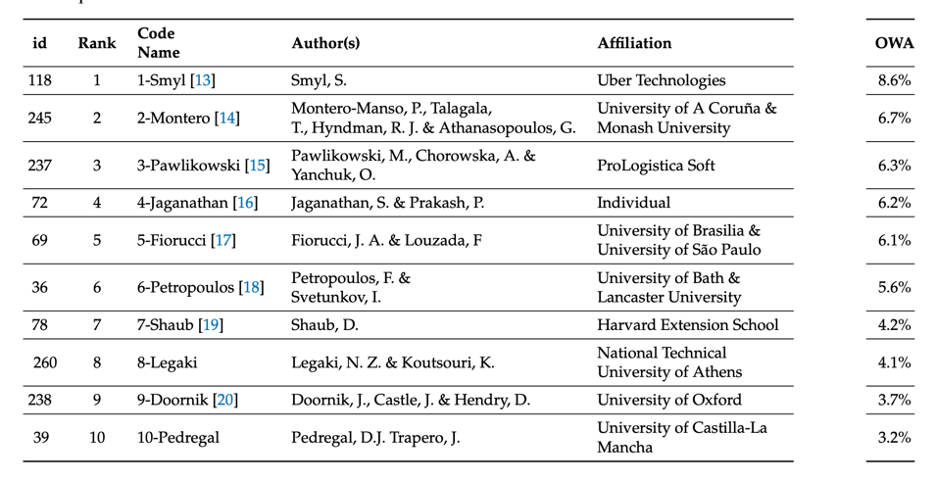 id Rank Code Name Author(s) Affiliation OWA
118 1 1-Smyl [13] Smyl, S. Uber Technologies 8.6%
245 2 2-Montero [14] Montero-Manso, P., Talagala,
T., Hyndman, R. J. & Athanasopoulos, G. University of A Coruña &
Monash University 6.7%
237 3 3-Pawlikowski [15] Pawlikowski, M., Chorowska, A. &
Yanchuk, O. ProLogistica Soft 6.3%
72 4 4-Jaganathan [16] Jaganathan, S. & Prakash, P. Individual 6.2%
69 5 5-Fiorucci [17] Fiorucci, J. A. & Louzada, F University of Brasilia &
University of São Paulo 6.1%
36 6 6-Petropoulos [18] Petropoulos, F. &
Svetunkov, I. University of Bath &
Lancaster University 5.6%
78 7 7-Shaub [19] Shaub, D. Harvard Extension School 4.2%
260 8 8-Legaki Legaki, N. Z. & Koutsouri, K. National Technical
University of Athens 4.1%
238 9 9-Doornik [20] Doornik, J., Castle, J. & Hendry, D. University of Oxford 3.7%
39 10 10-Pedregal Pedregal, D.J. Trapero, J. University of Castilla-La
Mancha 3.2%